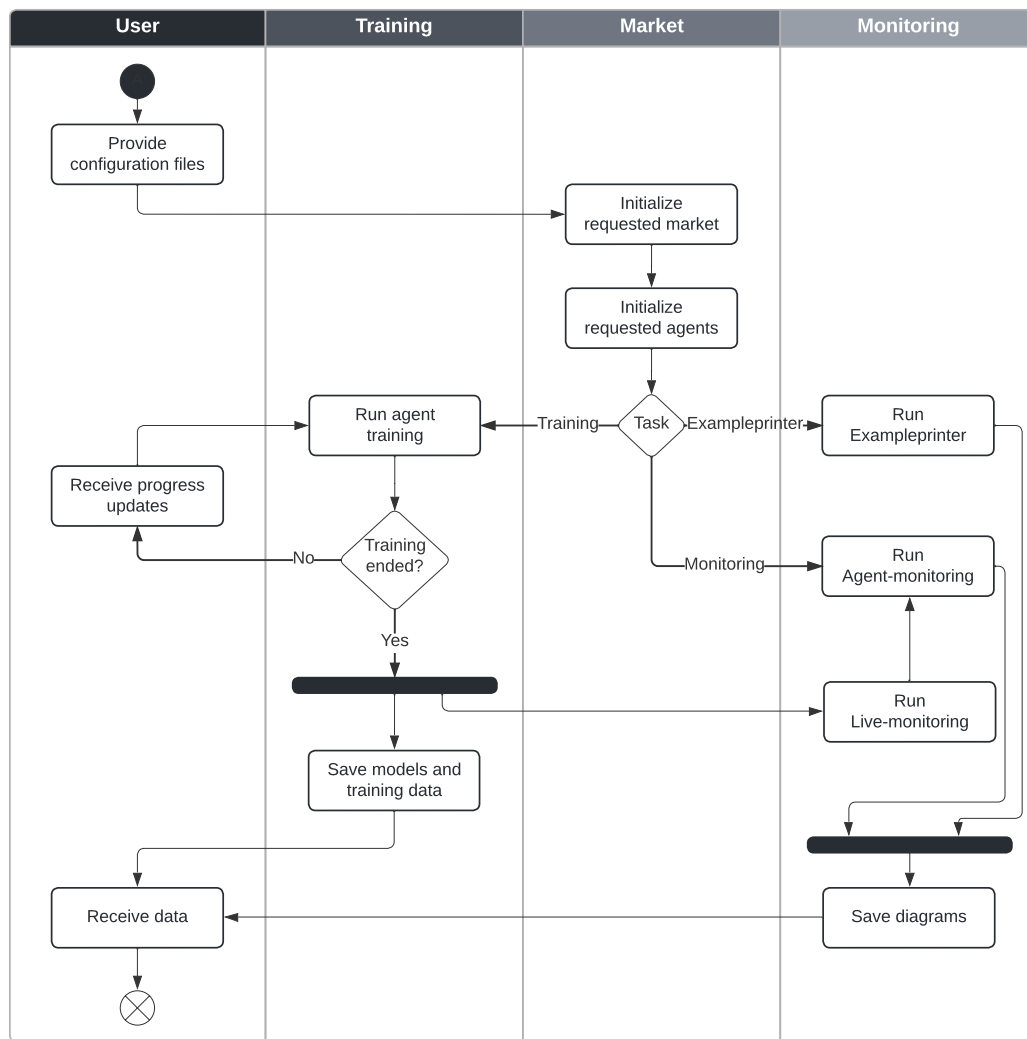 User
Training
Market
Monitoring
Provide
configuration files
Initialize
requested market
Initialize
requested agents
Run agent
training
Training
Task
Exampleprinter
Run
Exampleprinter
Receive progress
updates
Training
ended?
No
Monitoring
Run
Agent-monitoring
Yes
Run
Live-monitoring
Save models and
training data
Receive data
Save diagrams